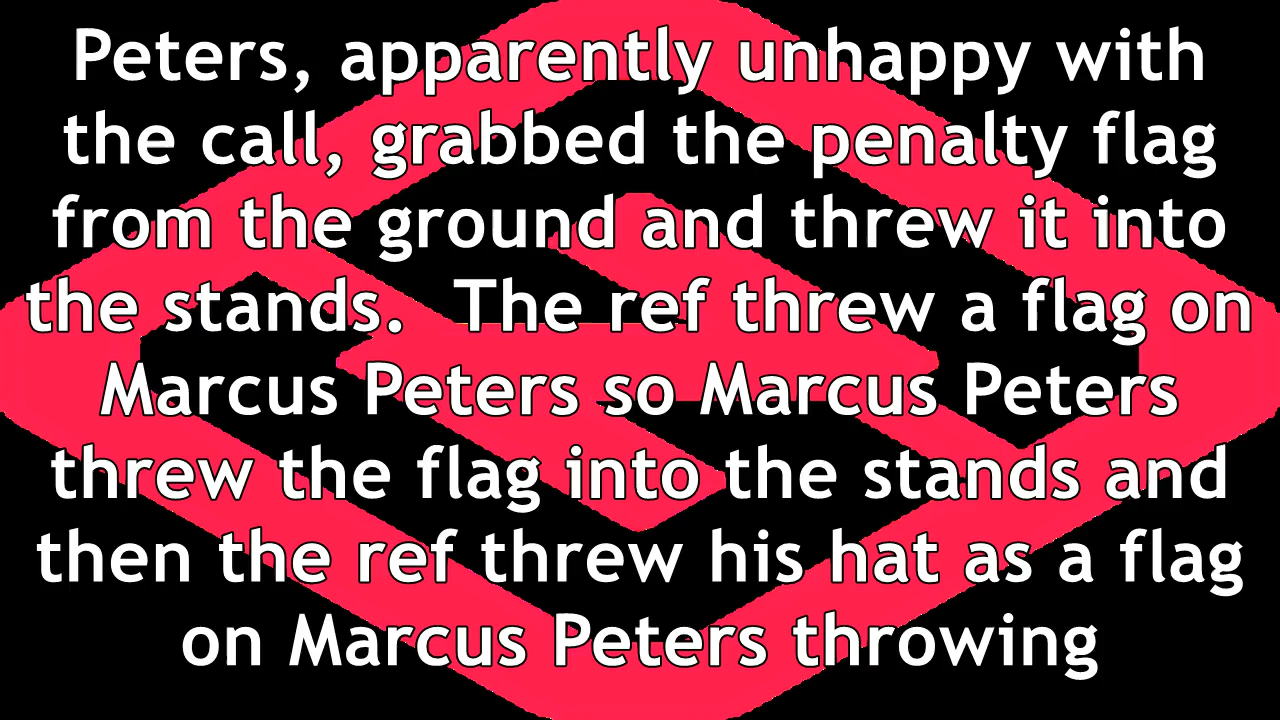 Peters, apparently unhappy with
the call, grabbed the penalty flag
from the ground and threw it into
the stands.  The ref threw a flag on
Marcus Peters so Marcus Peters
threw the flag into the stands and
then the ref threw his hat as a flag
on Marcus Peters throwing